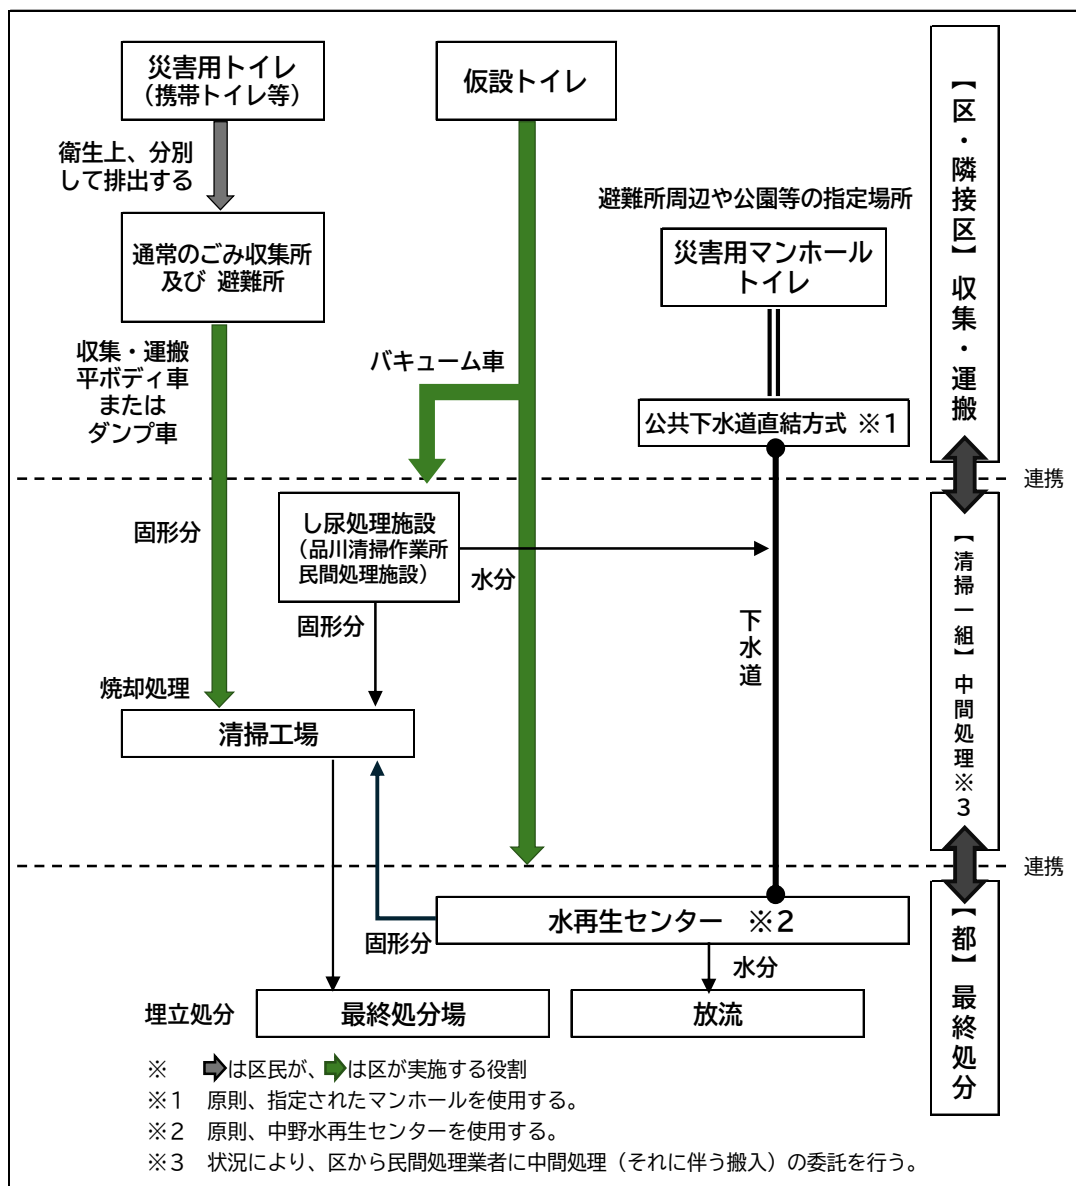 災害用トイレ
（携帯トイレ等）
仮設トイレ
衛生上、分別
して排出する
通常のごみ収集所
及び 避難所
避難所周辺や公園等の指定場所
災害用マンホール
トイレ
収集・運搬
平ボディ車
または
ダンプ車
バキューム車
公共下水道直結方式 ※1
【区・隣接区】収集・運搬
連携
固形分
し尿処理施設
（品川清掃作業所
民間処理施設）
水分
固形分
下水道
焼却処理
清掃工場
【清掃一組】中間処理※3
連携
水再生センター ※2
固形分
水分
埋立処分
最終処分場
放流
【都】最終処分
※ は区民が、は区が実施する役割
※1 原則、指定されたマンホールを使用する。
※2 原則、中野水再生センターを使用する。
※3 状況により、区から民間処理業者に中間処理（それに伴う搬入）の委託を行う。